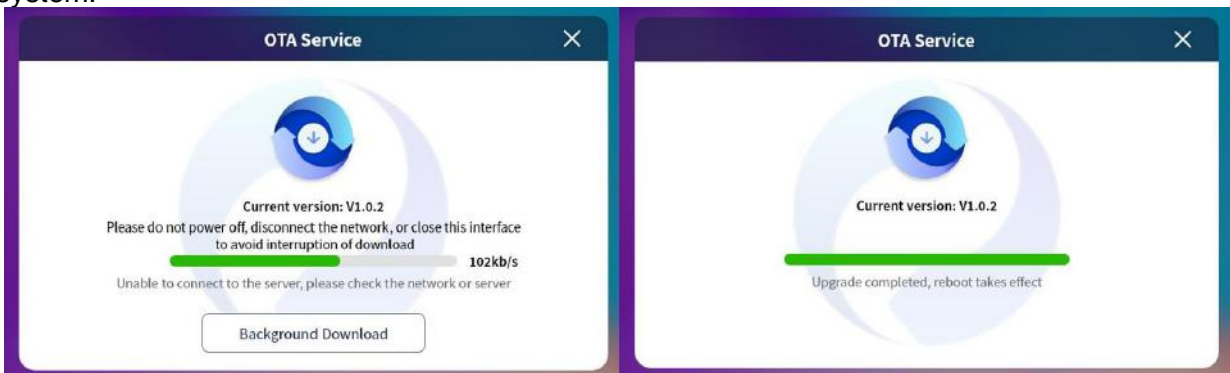 system.
OTA Service
Current version: V1.0.2
Please do not power off, disconnect the network, or close this interface
to avoid interruption of download
102kb/s
Unable to connect to the server, please check the network or server
Background Download
OTA Service
Current version: V1.0.2
Upgrade completed, reboot takes effect